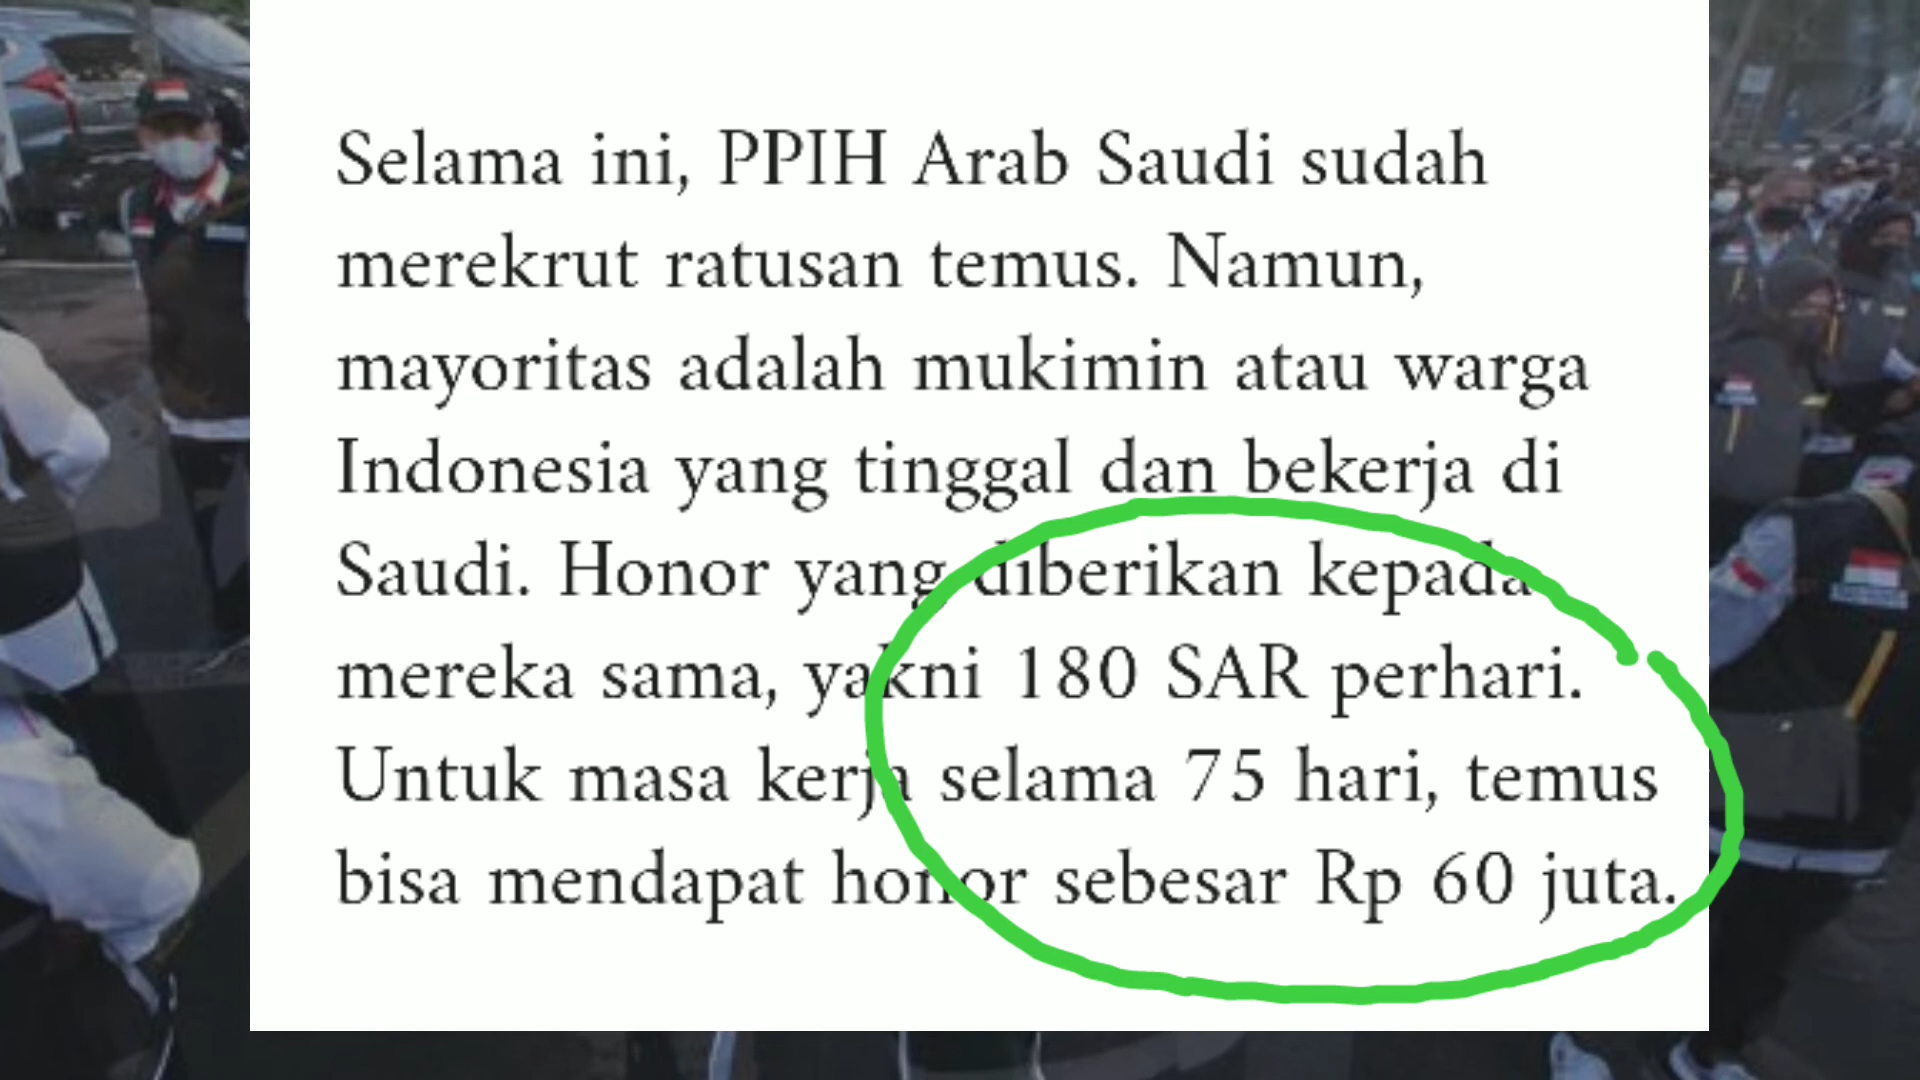 Selama ini, PPIH Arab Saudi sudah
merekrut ratusan temus. Namun,
mayoritas adalah mukimin atau warga
Indonesia yang tinggal dan bekerja di
Saudi. Honor yang diberikan kepada
mereka sama, yakni 180 SAR perhari.
Untuk masa kerja selama 75 hari, temus
bisa mendapat honor sebesar Rp 60 juta.